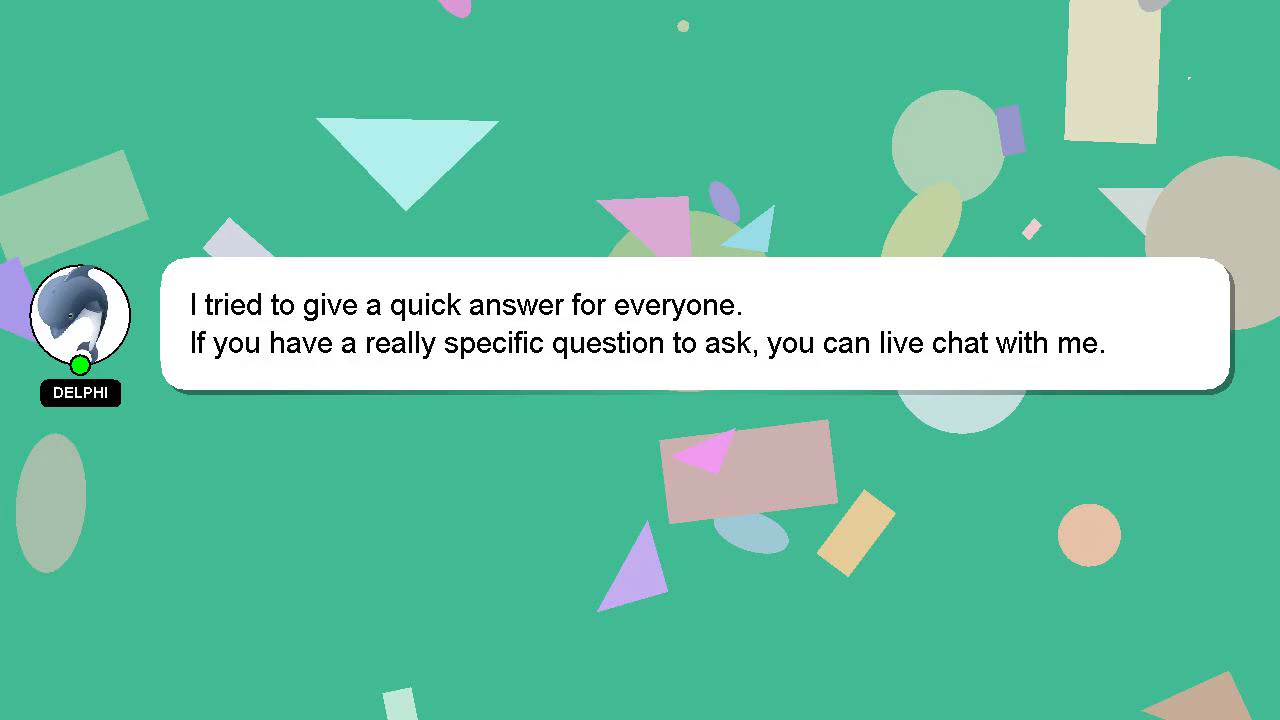 I tried to give a quick answer for everyone.
If you have a really specific question to ask, you can live chat with me.
DELPHI